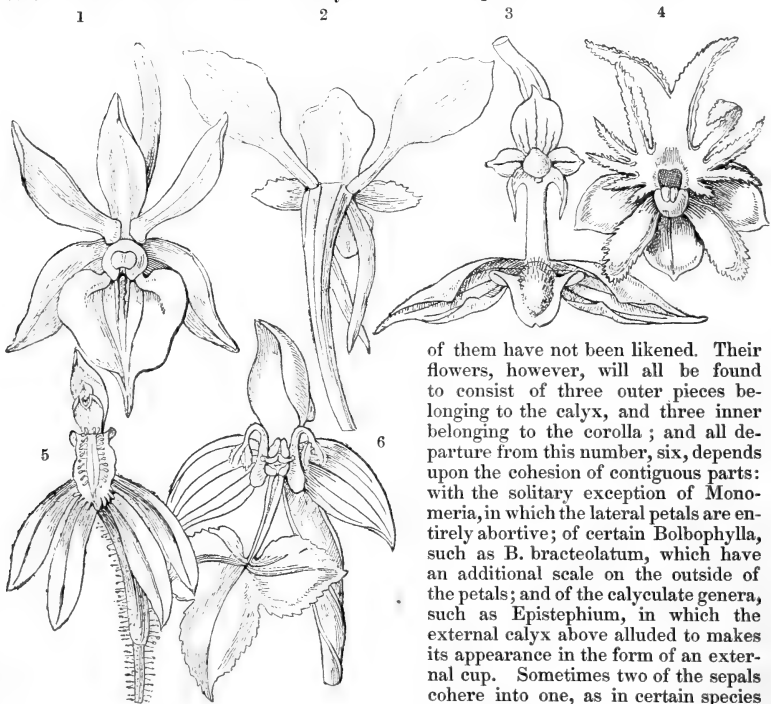 1 2 3 4
5 6
of them have not been likened. Their
flowers, however, will all be found
to consist of three outer pieces be-
longing to the calyx, and three inner
belonging to the corolla ; and all de-
parture from this number, six, depends
upon the cohesion of contiguous parts:
with the solitary exception of Mono-
meria, in which the lateral petals are en-
tirely abortive; of certain Bolbophylla,
such as B. bracteolatum, which have
an additional scale on the outside of
the petals; and of the calyculate genera,
such as Epistephium, in which the
external calyx above alluded to makes
its appearance in the form of an exter-
nal cup. Sometimes two of the sepals
cohere into one, as in certain species